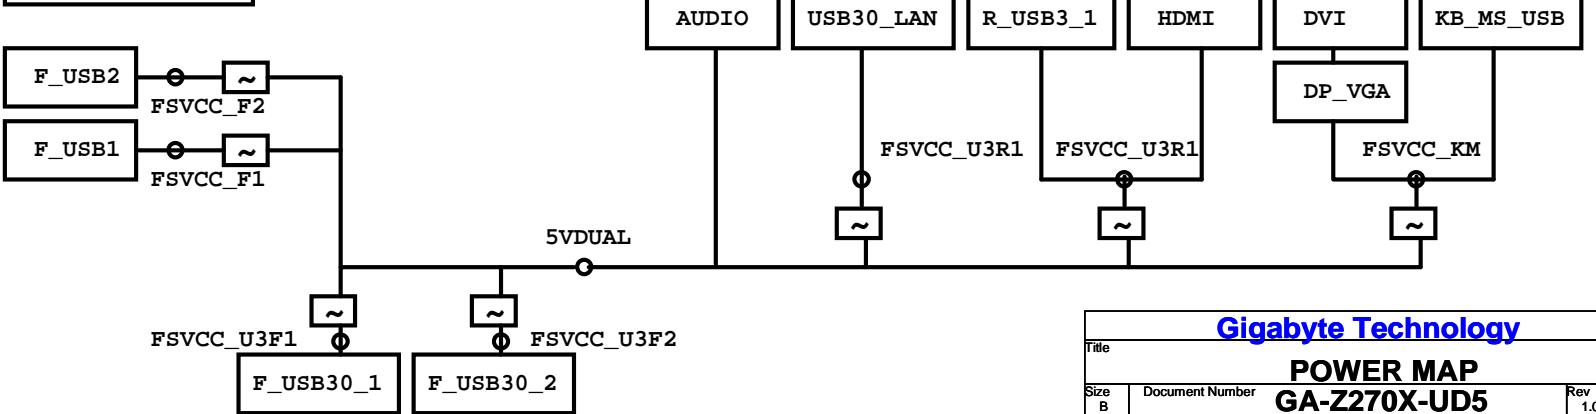 AUDIO
USB30_LAN
R_USB3_1
HDMI
DVI
KB_MS_USB
F_USB2
FSVCC_F2
DP_VGA
F_USB1
FSVCC_F1
FSVCC_U3R1
FSVCC_U3R1
FSVCC_KM
~
~
~
~
~
5VDUAL
~
~
FSVCC_U3F1
FSVCC_U3F2
F_USB30_1
F_USB30_2
Gigabyte Technology
Title
POWER MAP
Size
B
Document Number
GA-Z270X-UD5
Rev